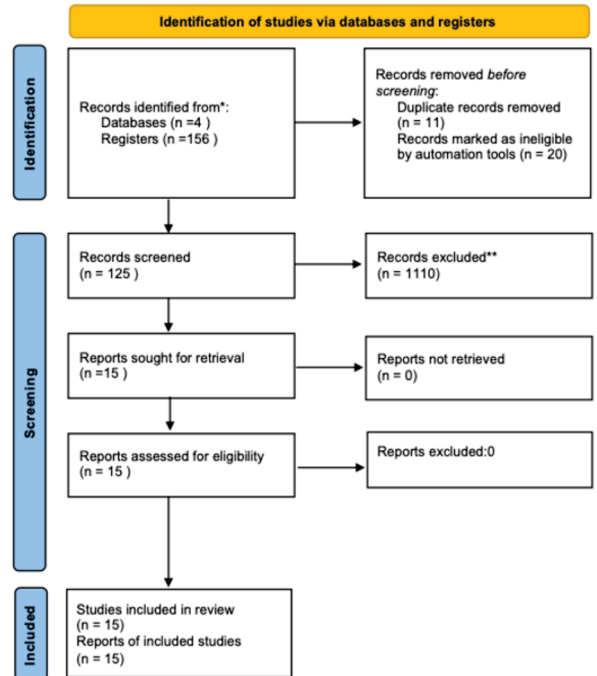 Identification of studies via databases and registers
Identification
Records identified from*:
Databases (n =4 )
Registers (n =156 )
Records removed before
screening:
Duplicate records removed
(n = 11)
Records marked as ineligible
by automation tools (n = 20)
Screening
Records screened
(n = 125 )
Records excluded**
(n = 1110)
Reports sought for retrieval
(n =15 )
Reports not retrieved
(n = 0)
Reports assessed for eligibility
(n = 15 )
Reports excluded:0
Included
Studies included in review
(n = 15)
Reports of included studies
(n = 15)